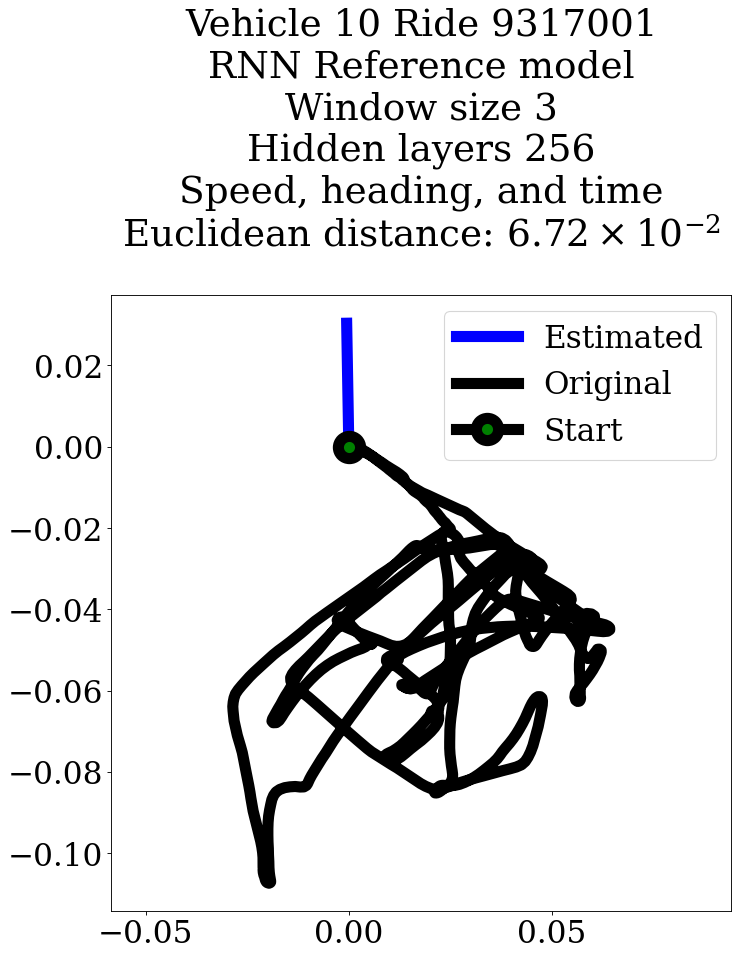 Vehicle 10 Ride 9317001
RNN Reference model
Window size 3
Hidden layers 256
Speed, heading, and time
Euclidean distance: 6.72 × 10⁻²
Estimated
Original
Start
0.02
0.00
−0.02
−0.04
−0.06
−0.08
−0.10
−0.05
0.00
0.05